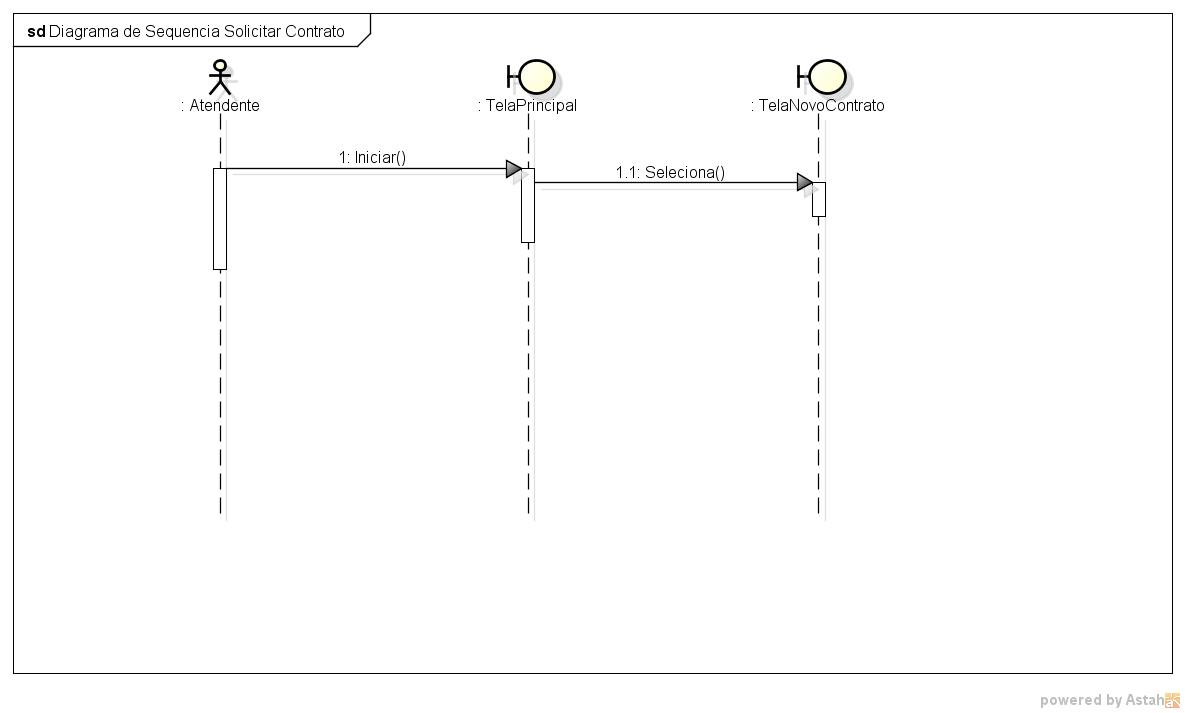 sd Diagrama de Sequencia Solicitar Contrato
: Atendente
: TelaPrincipal
: TelaNovoContrato
1: Iniciar()
1.1: Seleciona()
powered by Astah